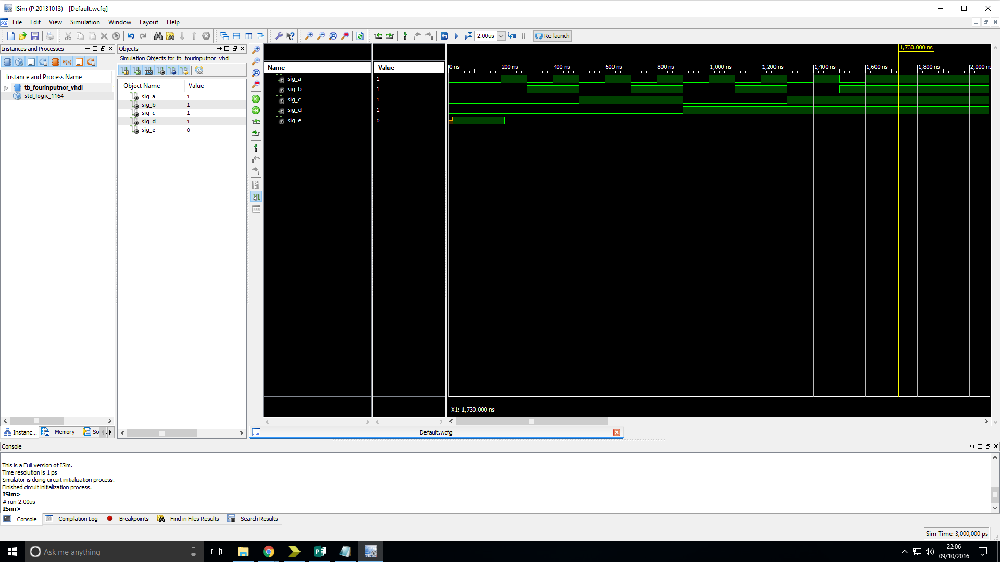 ISim (P.20131013) - [Default.wcfg]
File Edit View Simulation Window Layout Help
2.00us
Re-launch
Instances and Processes
Objects
Simulation Objects for tb_fourinputnor_vhdl
Instance and Process Name
tb_fourinputnor_vhdl
std_logic_1164
Object Name Value
sig_a 1
sig_b 1
sig_c 1
sig_d 1
sig_e 0
Name Value
sig_a 1
sig_b 1
sig_c 1
sig_d 1
sig_e 0
1,730.000 ns
0 ns 200 ns 400 ns 600 ns 800 ns 1,000 ns 1,200 ns 1,400 ns 1,600 ns 1,800 ns 2,000 ns
X1: 1,730.000 ns
Instanc... Memory So
Default.wcfg
Console
----------------------------------------------------------------------
This is a Full version of ISim.
Time resolution is 1 ps
Simulator is doing circuit initialization process.
Finished circuit initialization process.
ISim>
# run 2.00us
ISim>
Console Compilation Log Breakpoints Find in Files Results Search Results
Sim Time: 3,000,000 ps
Ask me anything
22:06
09/10/2016